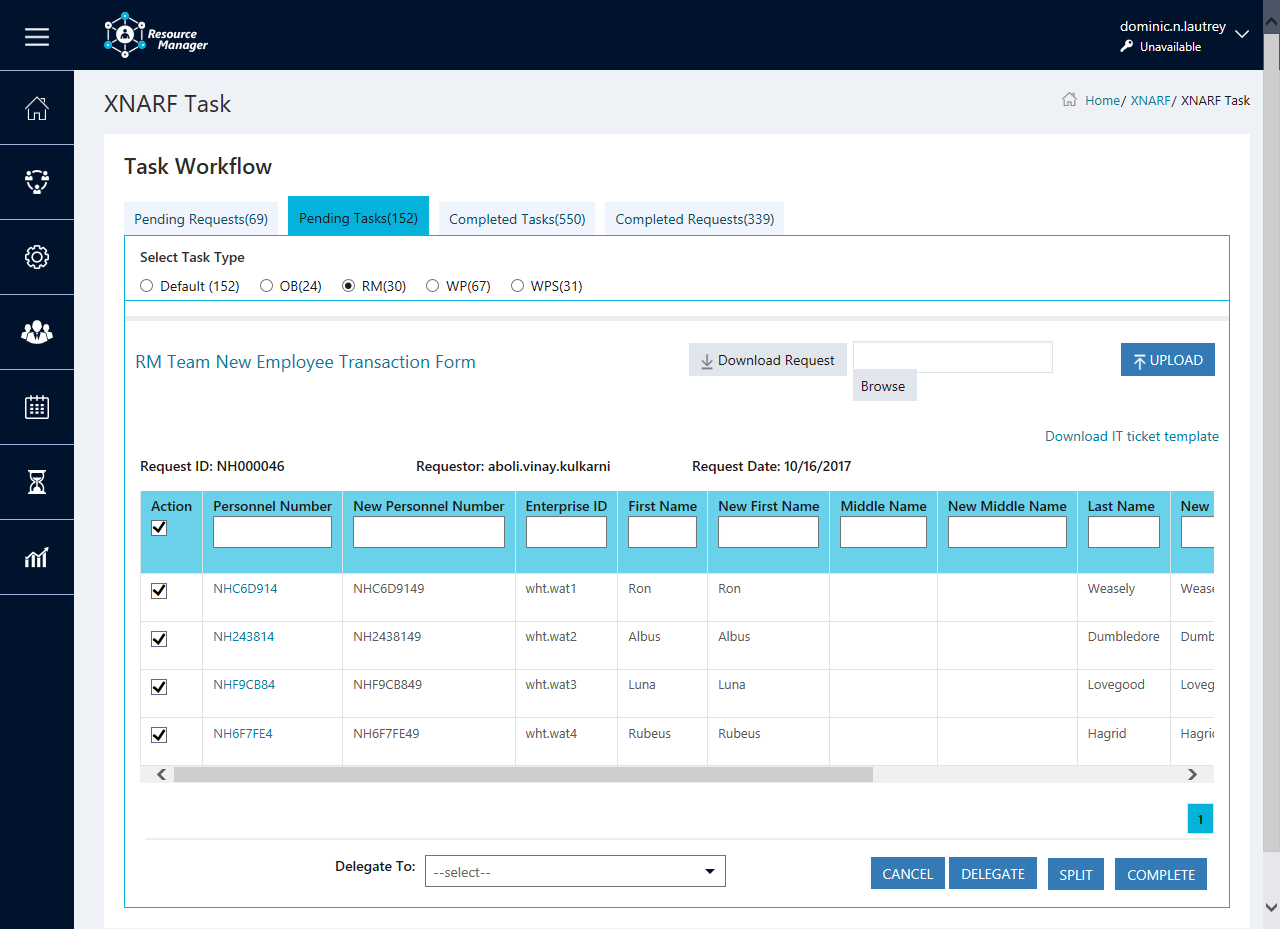 Resource Manager
dominic.n.lautrey
Unavailable
XNARF Task
Home/ XNARF/ XNARF Task
Task Workflow
Pending Requests(69) Pending Tasks(152) Completed Tasks(550) Completed Requests(339)
Select Task Type
Default (152) OB(24) RM(30) WP(67) WPS(31)
RM Team New Employee Transaction Form
Download Request
UPLOAD
Browse
Download IT ticket template
Request ID: NH000046 Requestor: aboli.vinay.kulkarni Request Date: 10/16/2017
Action Personnel Number New Personnel Number Enterprise ID First Name New First Name Middle Name New Middle Name Last Name New
NHC6D914 NHC6D9149 wht.wat1 Ron Ron Weasely Wease
NH243814 NH2438149 wht.wat2 Albus Albus Dumbledore Dumb
NHF9CB84 NHF9CB849 wht.wat3 Luna Luna Lovegood Loveg
NH6F7FE4 NH6F7FE49 wht.wat4 Rubeus Rubeus Hagrid Hagri
1
Delegate To: --select-- CANCEL DELEGATE SPLIT COMPLETE